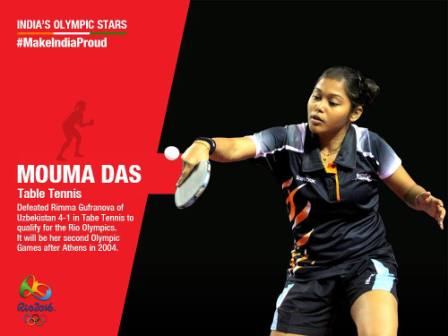 INDIA'S OLYMPIC STARS
#MakeIndiaProud
MOUMA DAS
Table Tennis
Defeated Rimma Gufranova of
Uzbekistan 4-1 in Tabe Tennis to
qualify for the Rio Olympics.
It will be her second Olympic
Games after Athens in 2004.
Rio2016